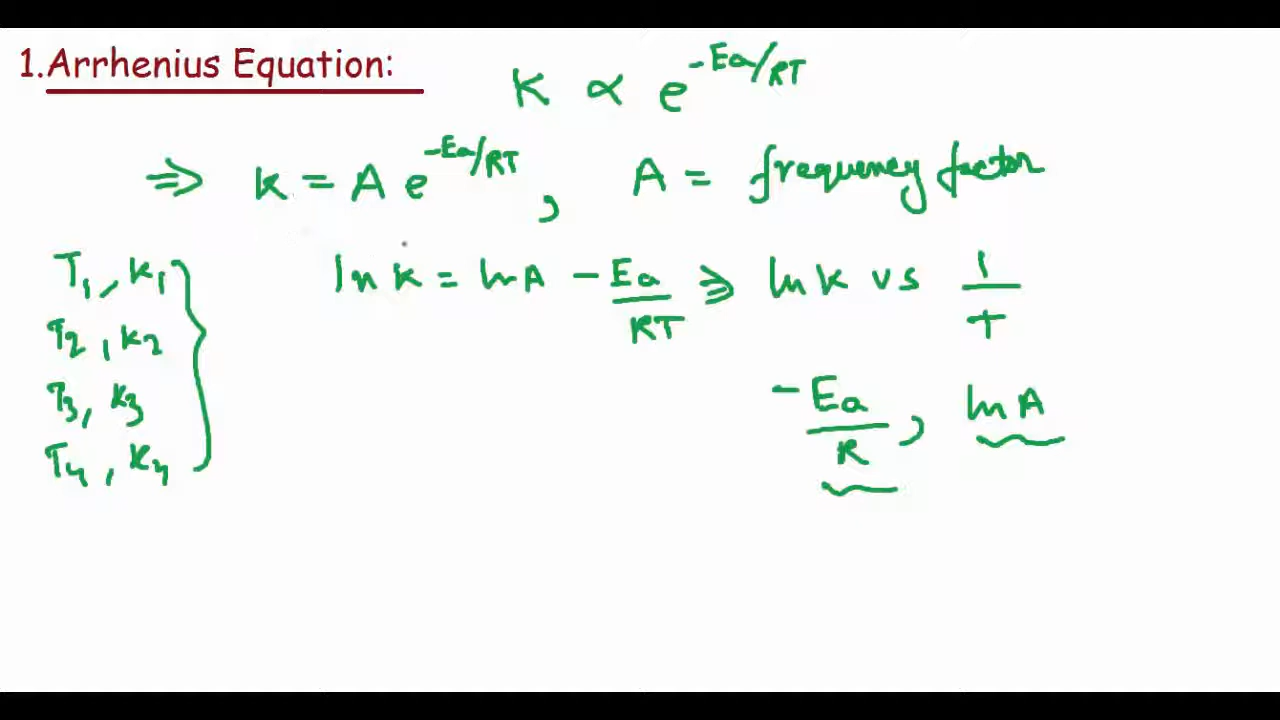 1.Arrhenius Equation:
K ∝ e^-Ea/RT
⇒ K = A e^-Ea/RT , A = frequency factor
T1, K1
ln K = ln A - Ea/RT ⇒ ln K vs 1/T
T2, K2
T3, K3
-Ea/R, ln A
T4, K4